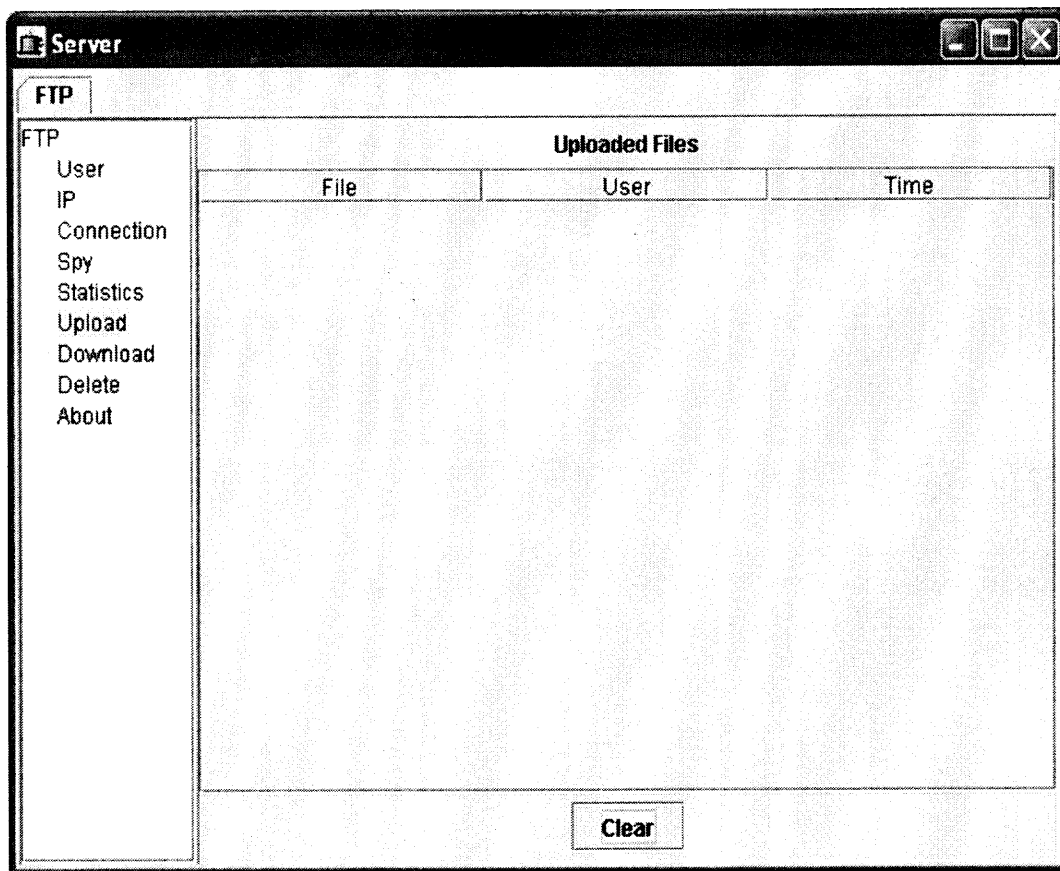 Server
FTP
FTP
User
IP
Connection
Spy
Statistics
Upload
Download
Delete
About
Uploaded Files
File User Time
Clear